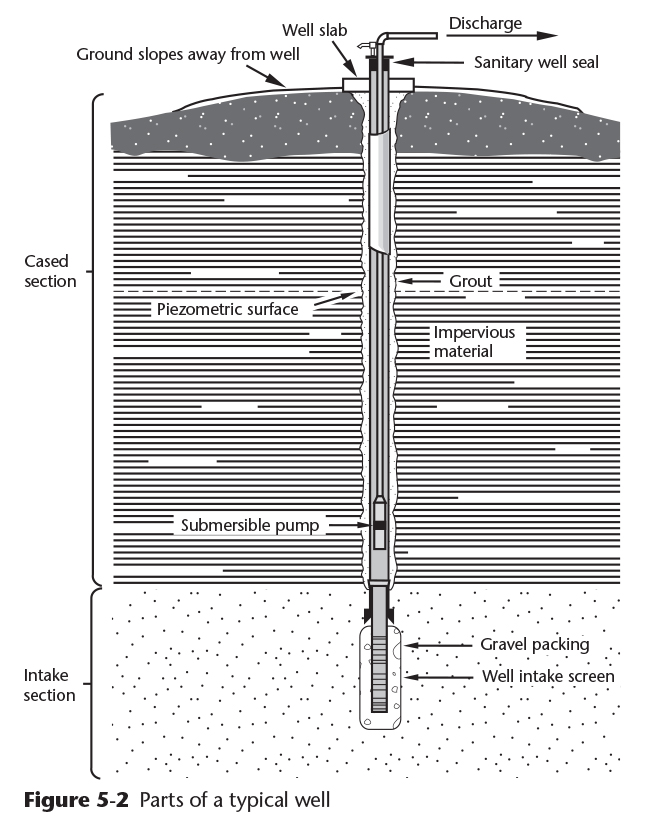 Discharge
Well slab
Ground slopes away from well
Sanitary well seal
Cased
section
Grout
Piezometric surface
Impervious
material
Submersible pump
Gravel packing
Intake
section
Well intake screen
Figure 5-2 Parts of a typical well